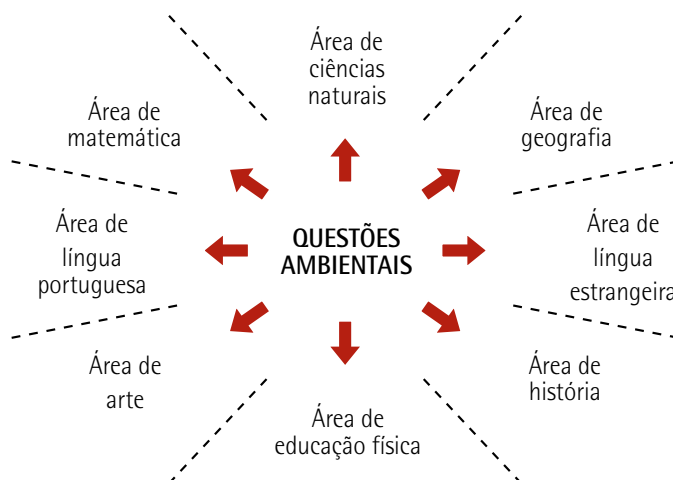 Área de
ciências
naturais
Área de
matemática
Área de
geografia
Área de
língua
portuguesa
QUESTÕES
AMBIENTAIS
Área de
língua
estrangeira
Área de
arte
Área de
educação física
Área de
história